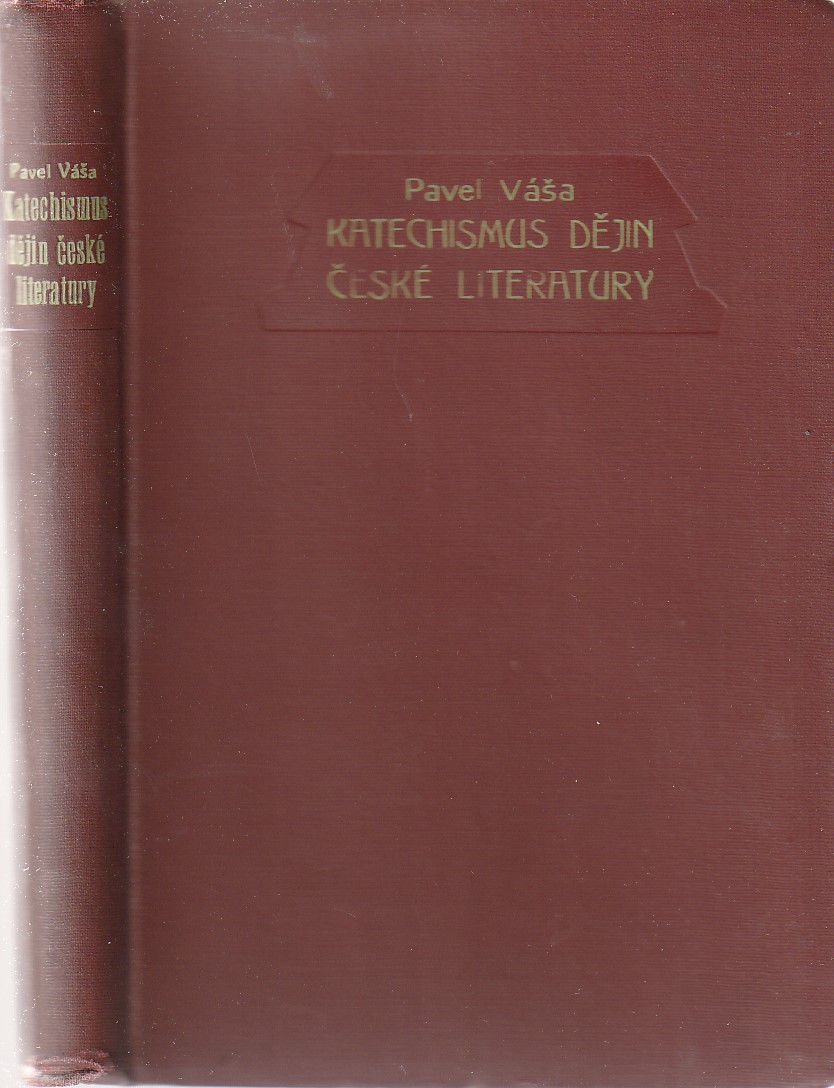 Pavel Váša
Katechismus
dějin české
literatury
Pavel Váša
KATECHISMUS DĚJIN
ČESKÉ LITERATURY